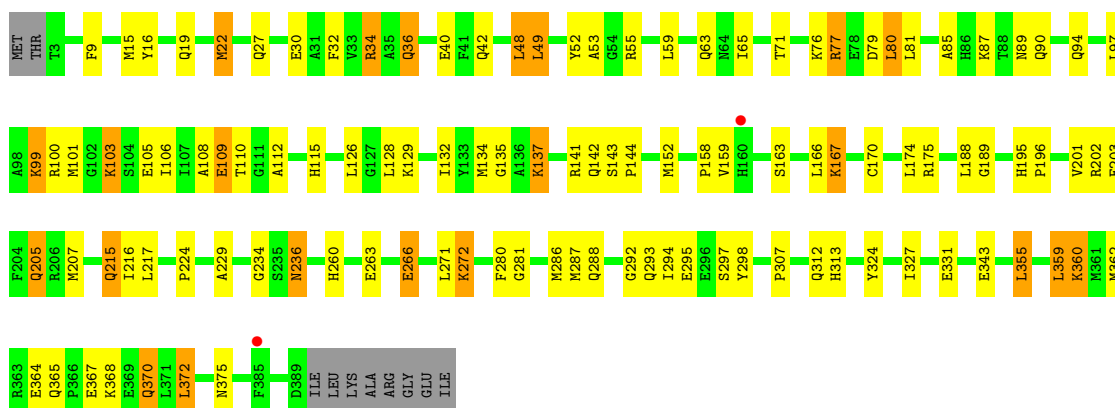 MET THR T3 F9 M15 Y16 Q19 M22 Q27 E30 A31 F32 V33 R34 A35 Q36 E40 F41 Q42 L48 L49 Y52 A53 G54 R55 L59 Q63 N64 I65 T71 K76 R77 E78 D79 L80 L81 A85 H86 K87 T88 N89 Q90 Q94
A98 K99 R100 M101 G102 K103 S104 E105 I106 I107 A108 E109 T110 G111 A112 H115 L126 G127 L128 K129 I132 Y133 M134 G135 A136 K137 R141 Q142 S143 P144 M152 P158 V159 H160 S163 L166 K167 C170 L174 R175 L188 G189 H195 P196 V201 R202
F204 Q205 R206 M207 Q215 I216 L217 P224 A229 G234 S235 N236 H260 E263 E266 L271 K272 F280 G281 M286 M287 Q288 G292 Q293 I294 E295 E296 S297 Y298 P307 Q312 H313 Y324 I327 E331 E343 L355 L359 K360 M361 M362
R363 E364 Q365 P366 E367 K368 E369 Q370 L371 L372 N375 F385 D389 ILE LEU LYS ALA ARG GLY GLU ILE